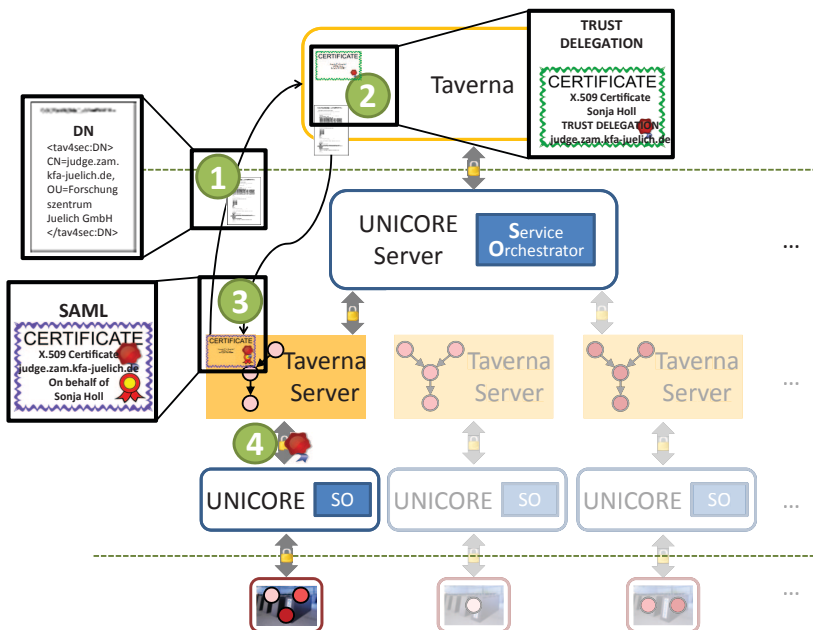 TRUST
DELEGATION
CERTIFICATE
X.509 Certificate
Sonja Holl
TRUST DELEGATION
judge.zam.kfa-juelich.de
CERTIFICATE
2
Taverna
DN
<tav4sec:DN>
CN=judge.zam.
kfa-juelich.de,
OU=Forschung
szentrum
Juelich GmbH
</tav4sec:DN>
1
UNICORE
Server
Service
Orchestrator
...
SAML
CERTIFICATE
X.509 Certificate
judge.zam.kfa-juelich.de
On behalf of
Sonja Holl
3
Taverna
Server
Taverna
Server
Taverna
Server
...
4
UNICORE
SO
UNICORE
SO
UNICORE
SO
...
...